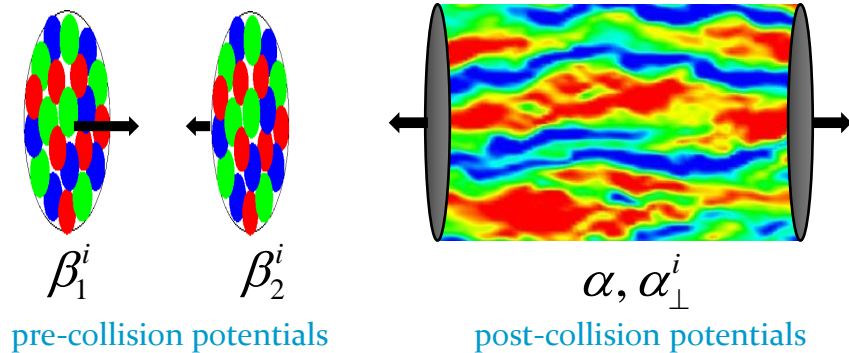 β₁ⁱ
β₂ⁱ
α, α⊥ⁱ
pre-collision potentials
post-collision potentials